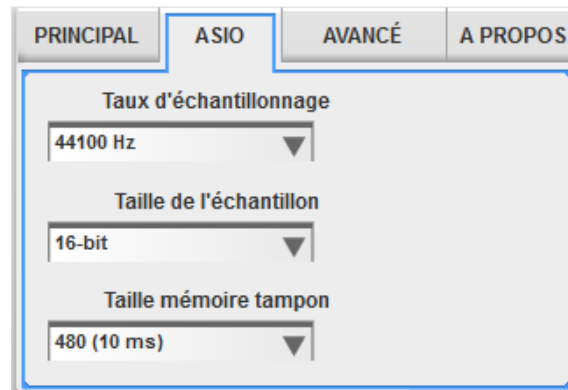 PRINCIPAL ASIO AVANCÉ A PROPOS
Taux d'échantillonnage
44100 Hz
Taille de l'échantillon
16-bit
Taille mémoire tampon
480 (10 ms)